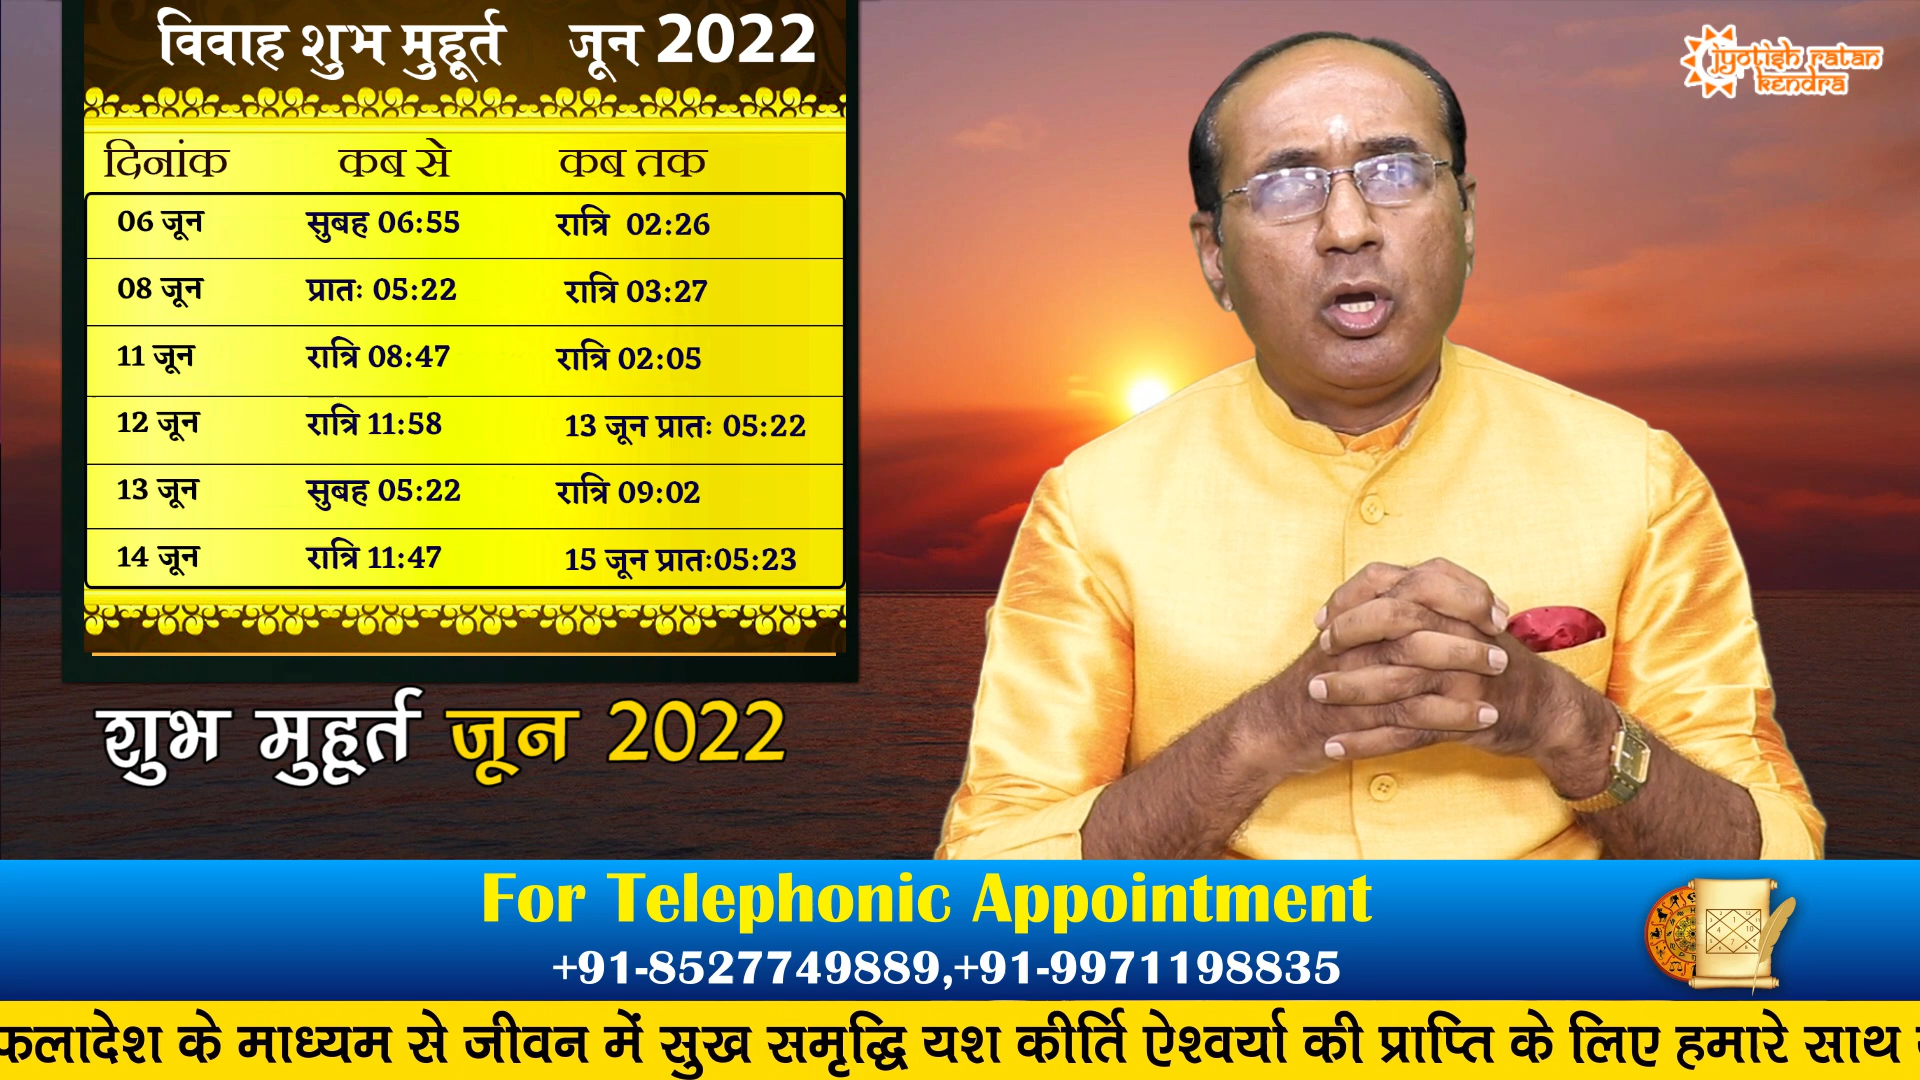 विवाह शुभ मुहूर्त जून 2022
Jyotish Ratan
Kendra
दिनांक कब से कब तक
06 जून सुबह 06:55 रात्रि 02:26
08 जून प्रातः 05:22 रात्रि 03:27
11 जून रात्रि 08:47 रात्रि 02:05
12 जून रात्रि 11:58 13 जून प्रातः 05:22
13 जून सुबह 05:22 रात्रि 09:02
14 जून रात्रि 11:47 15 जून प्रातः05:23
शुभ मुहूर्त जून 2022
For Telephonic Appointment
+91-8527749889,+91-9971198835
फलादेश के माध्यम से जीवन में सुख समृद्धि यश कीर्ति ऐश्वर्या की प्राप्ति के लिए हमारे साथ